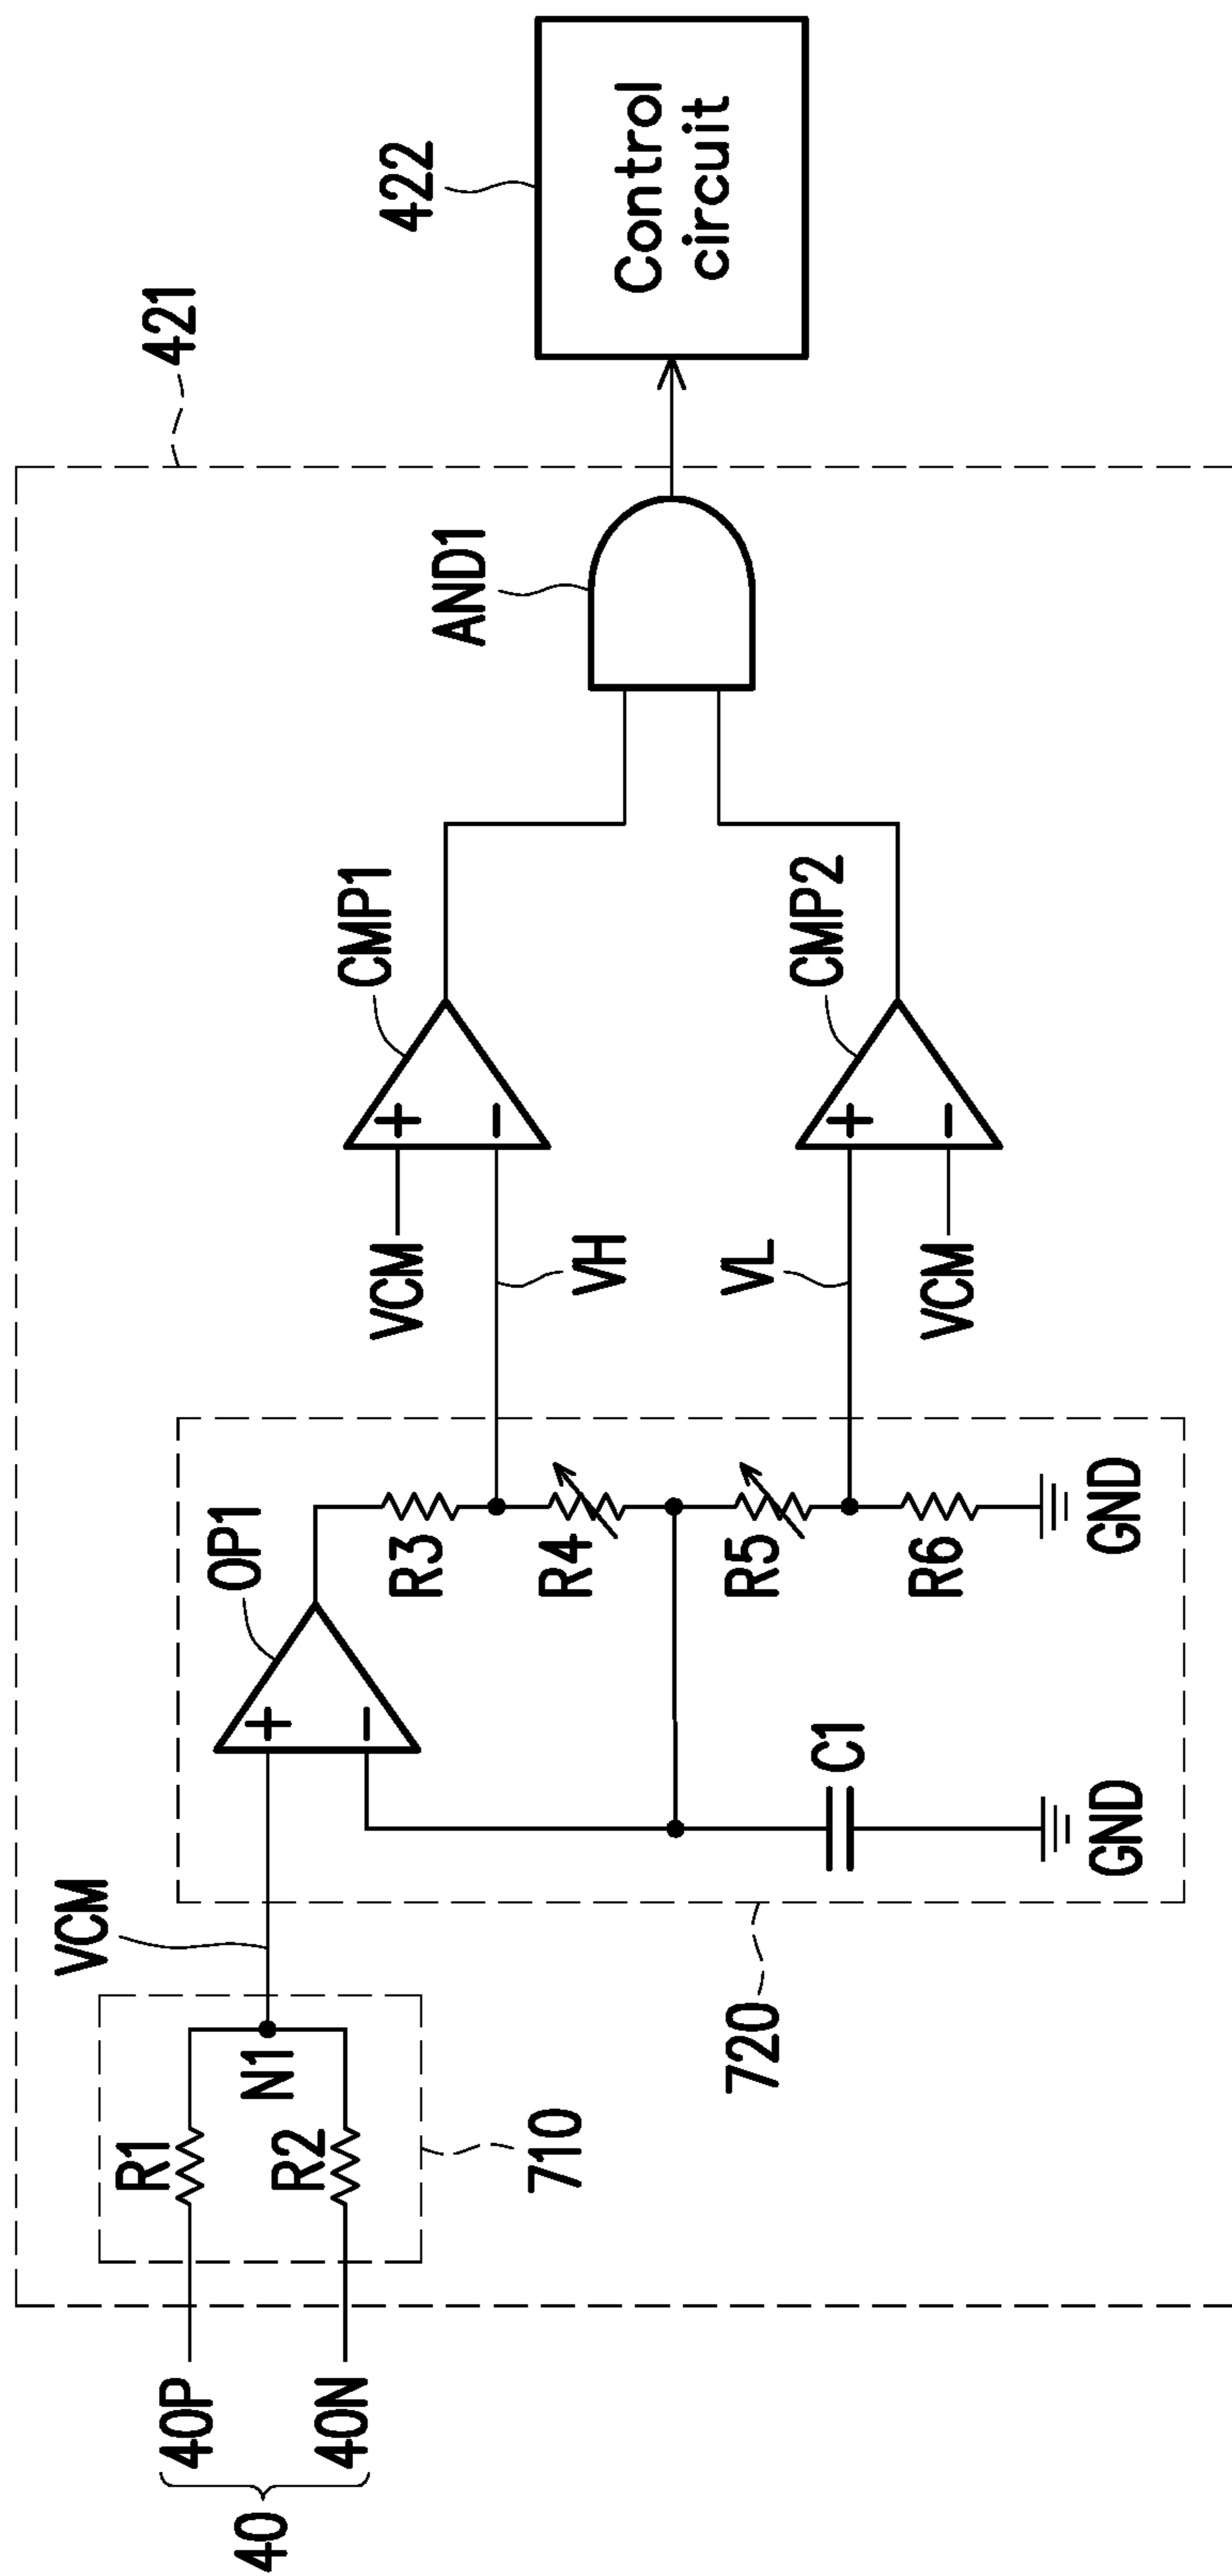 40
40P
40N
R1
R2
N1
710
VCM
720
OP1
+
−
C1
GND
R3
R4
R5
R6
GND
VH
VL
VCM
+
−
CMP1
+
−
VCM
CMP2
AND1
421
422
Control
circuit